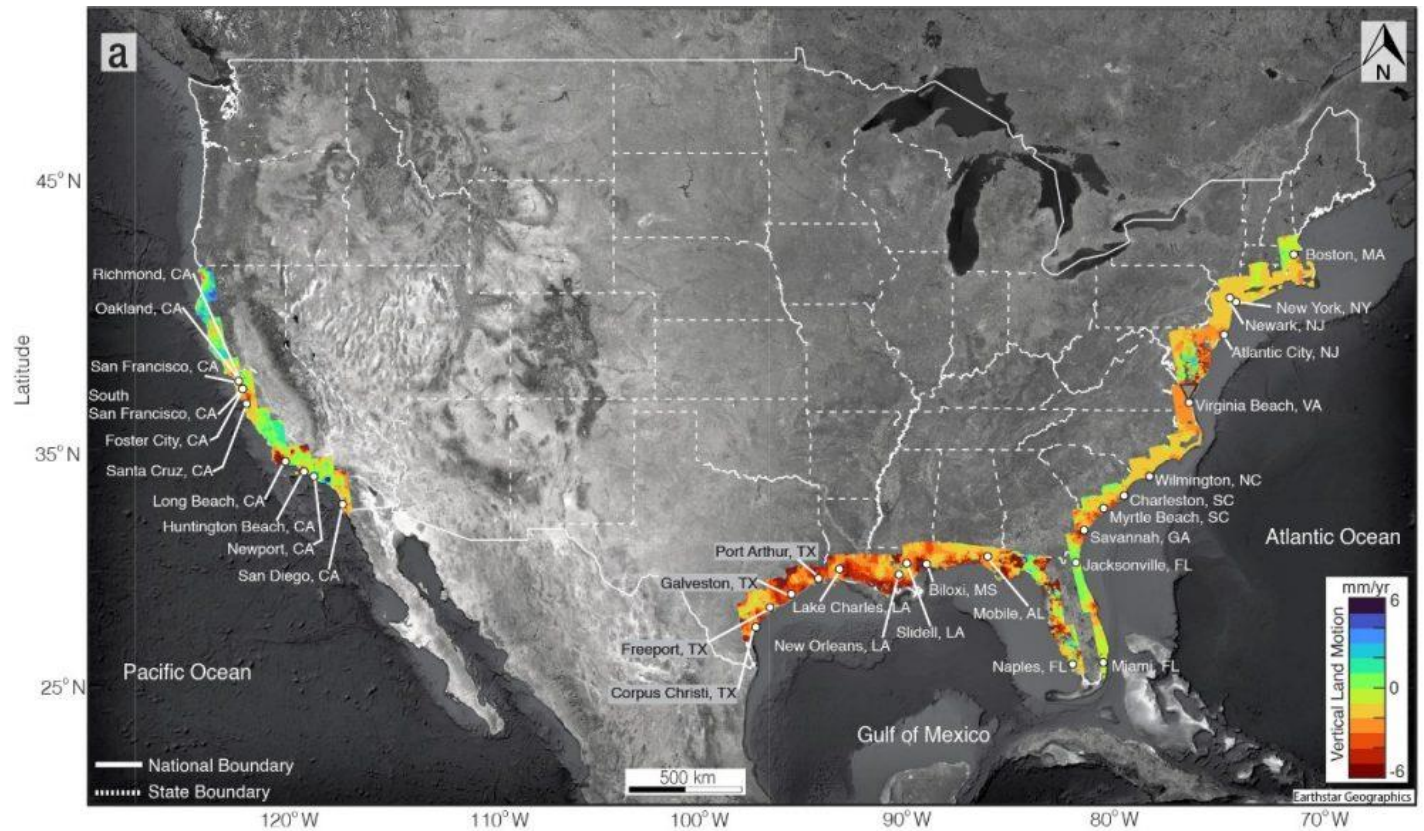 a
N
45°N
35°N
25°N
Latitude
Richmond, CA
Oakland, CA
San Francisco, CA
South
San Francisco, CA
Foster City, CA
Santa Cruz, CA
Long Beach, CA
Huntington Beach, CA
Newport, CA
San Diego, CA
Boston, MA
New York, NY
Newark, NJ
Atlantic City, NJ
Virginia Beach, VA
Wilmington, NC
Charleston, SC
Myrtle Beach, SC
Savannah, GA
Jacksonville, FL
Port Arthur, TX
Galveston, TX
Lake Charles, LA
Biloxi, MS
Mobile, AL
Slidell, LA
New Orleans, LA
Freeport, TX
Corpus Christi, TX
Naples, FL
Miami, FL
Pacific Ocean
Atlantic Ocean
Gulf of Mexico
mm/yr
6
0
-6
Vertical Land Motion
National Boundary
State Boundary
500 km
Earthstar Geographics
120°W
110°W
100°W
90°W
80°W
70°W